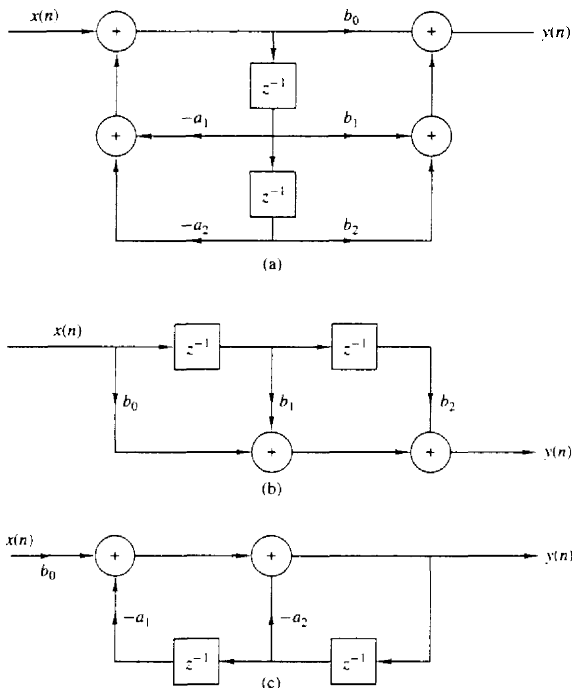 x(n) + b₀ + y(n)
z⁻¹
+ −a₁ b₁ +
z⁻¹
−a₂ b₂
(a)
x(n) z⁻¹ z⁻¹
b₀ b₁ b₂
+ + y(n)
(b)
x(n) + + y(n)
b₀
−a₁ −a₂
z⁻¹ z⁻¹
(c)